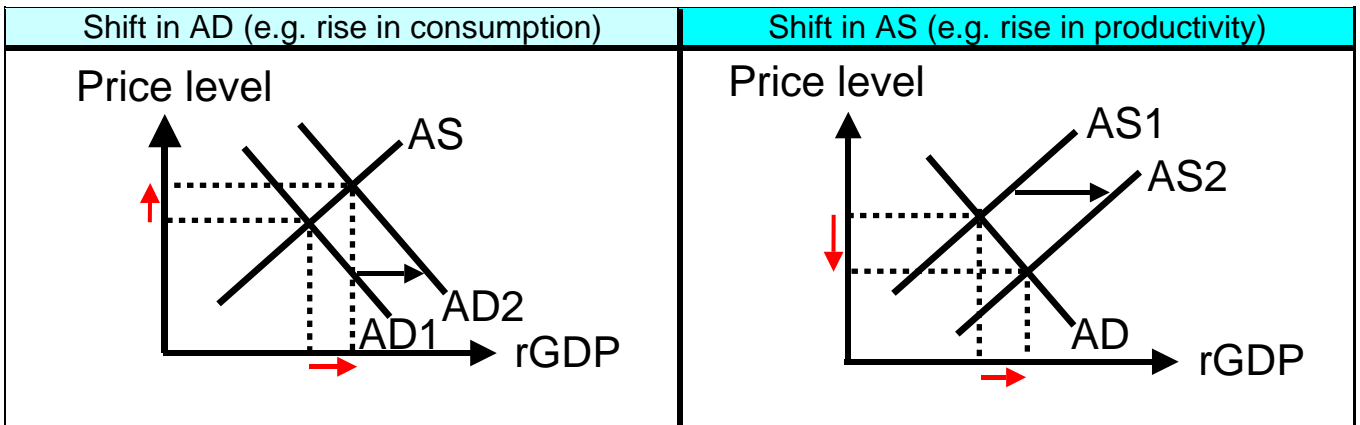 Shift in AD (e.g. rise in consumption)
Price level
AS
AD2
AD1
rGDP
Shift in AS (e.g. rise in productivity)
Price level
AS1
AS2
AD
rGDP